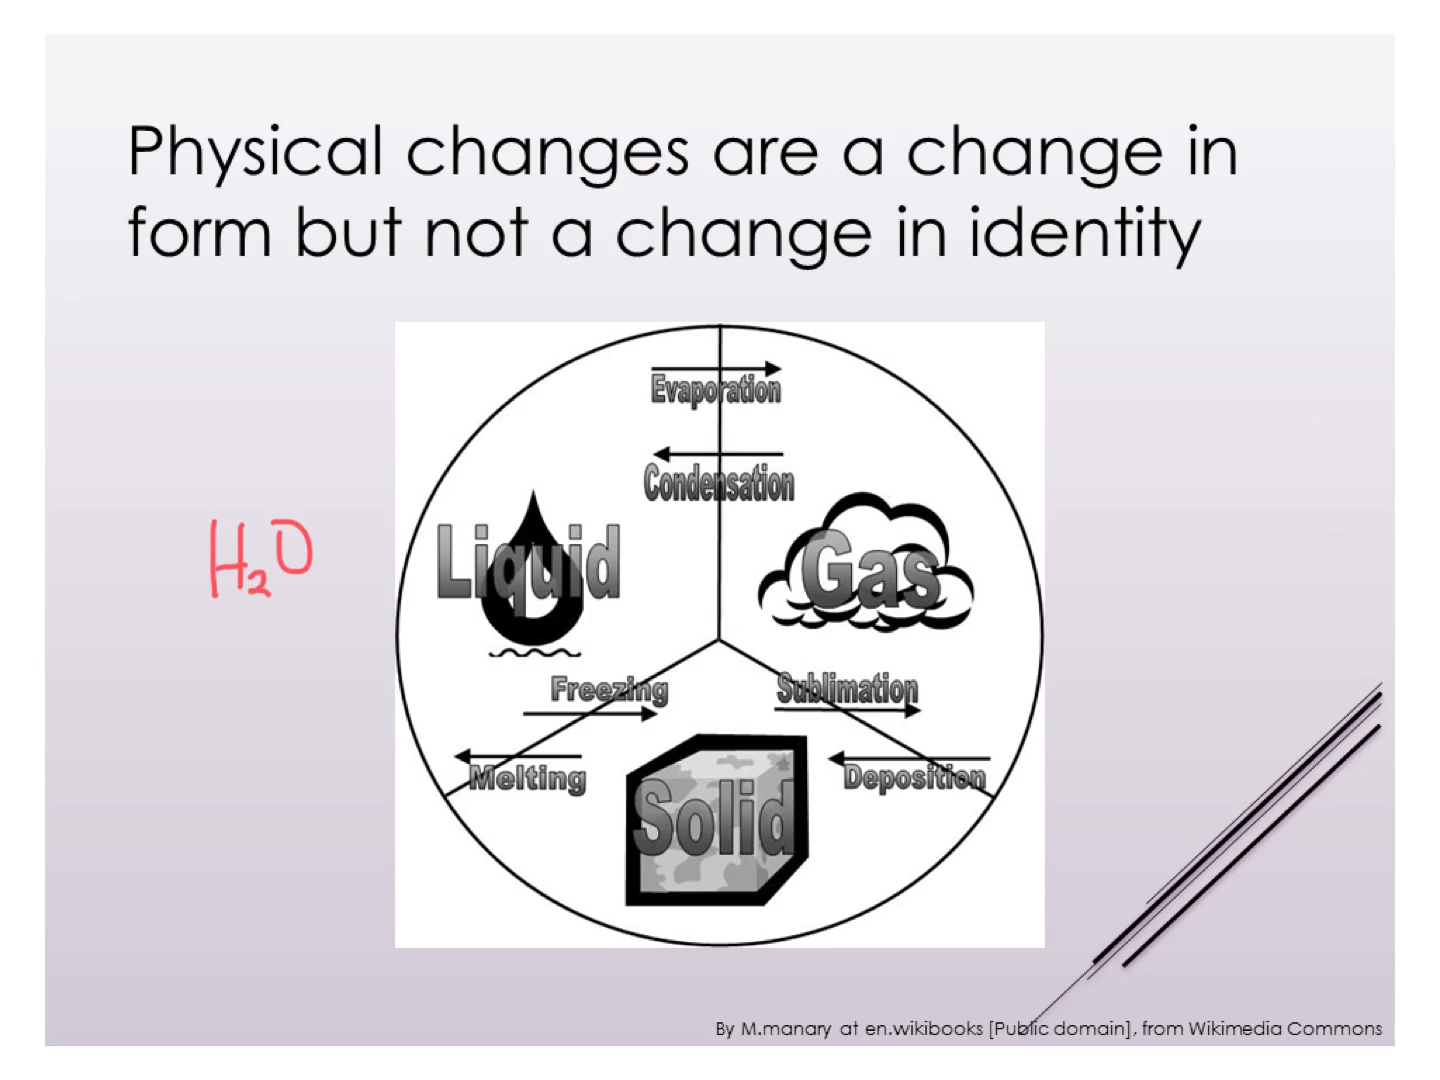 Physical changes are a change in
form but not a change in identity
Evaporation
Condensation
H₂O
Liquid
Gas
Freezing
Sublimation
Melting
Deposition
Solid
By M.manary at en.wikibooks [Public domain], from Wikimedia Commons